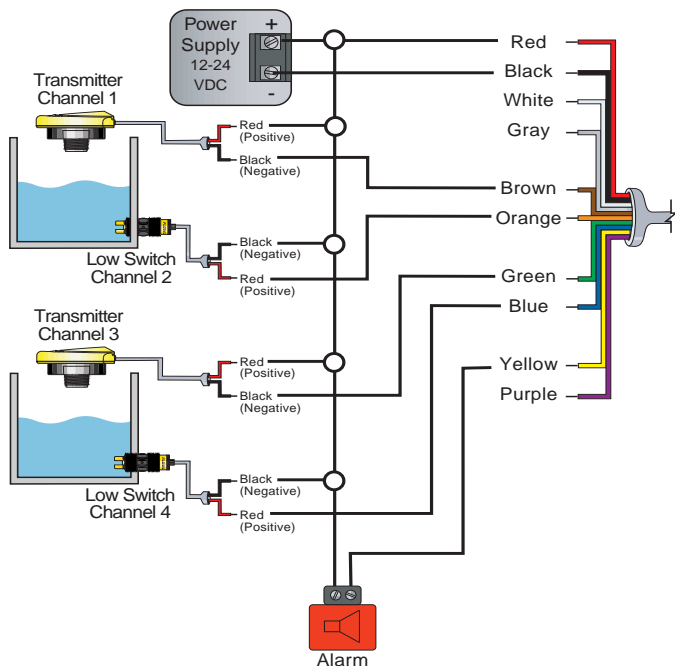 Power
Supply
12-24
VDC
+
-
Red
Black
White
Gray
Brown
Orange
Green
Blue
Yellow
Purple
Transmitter
Channel 1
Red
(Positive)
Black
(Negative)
Low Switch
Channel 2
Black
(Negative)
Red
(Positive)
Transmitter
Channel 3
Red
(Positive)
Black
(Negative)
Low Switch
Channel 4
Black
(Negative)
Red
(Positive)
Alarm